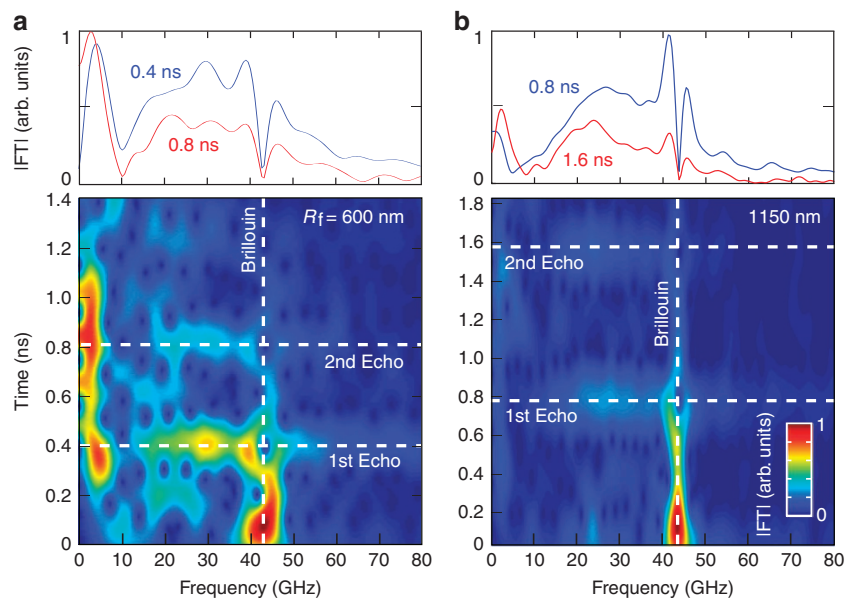 a
|FT| (arb. units)
1
0
0.4 ns
0.8 ns
b
1
0
0.8 ns
1.6 ns
Time (ns)
1.4
1.2
1.0
0.8
0.6
0.4
0.2
0
Rf = 600 nm
Brillouin
2nd Echo
1st Echo
0 10 20 30 40 50 60 70 80
Frequency (GHz)
1.8
1.6
1.4
1.2
1.0
0.8
0.6
0.4
0.2
0
1150 nm
2nd Echo
Brillouin
1st Echo
|FT| (arb. units)
1
0
0 10 20 30 40 50 60 70 80
Frequency (GHz)